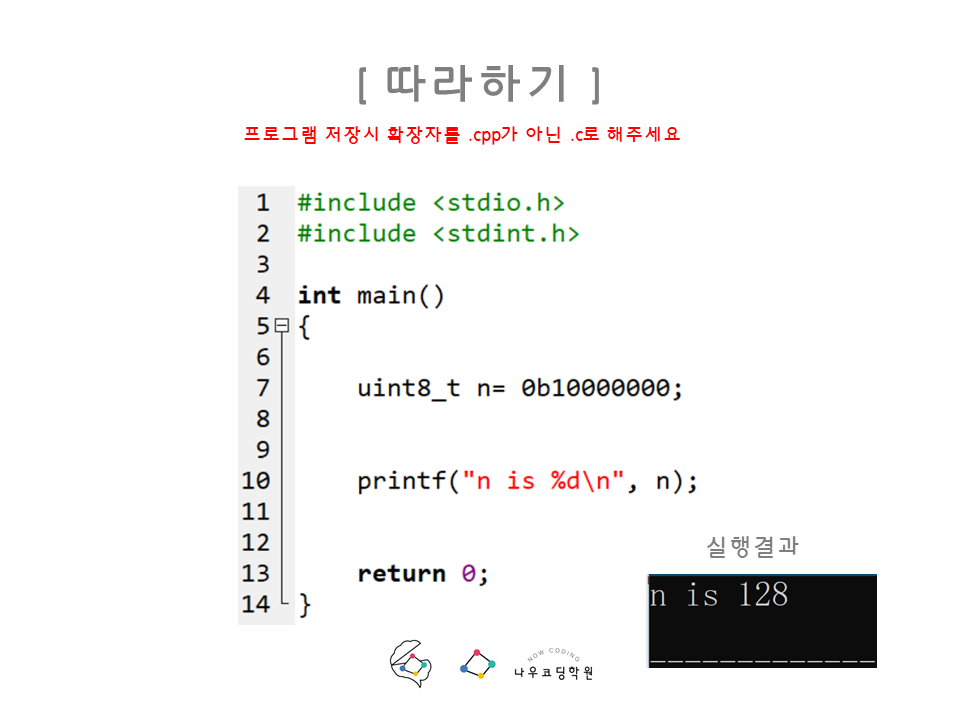 [ 따라하기 ]
프로그램 저장시 확장자를 .cpp가 아닌 .c로 해주세요
1 #include <stdio.h>
2 #include <stdint.h>
3
4 int main()
5 {
6
7 uint8_t n= 0b10000000;
8
9
10 printf("n is %d\n", n);
11
12
13 return 0;
14 }
실행결과
n is 128
NOW CODING
나우코딩학원